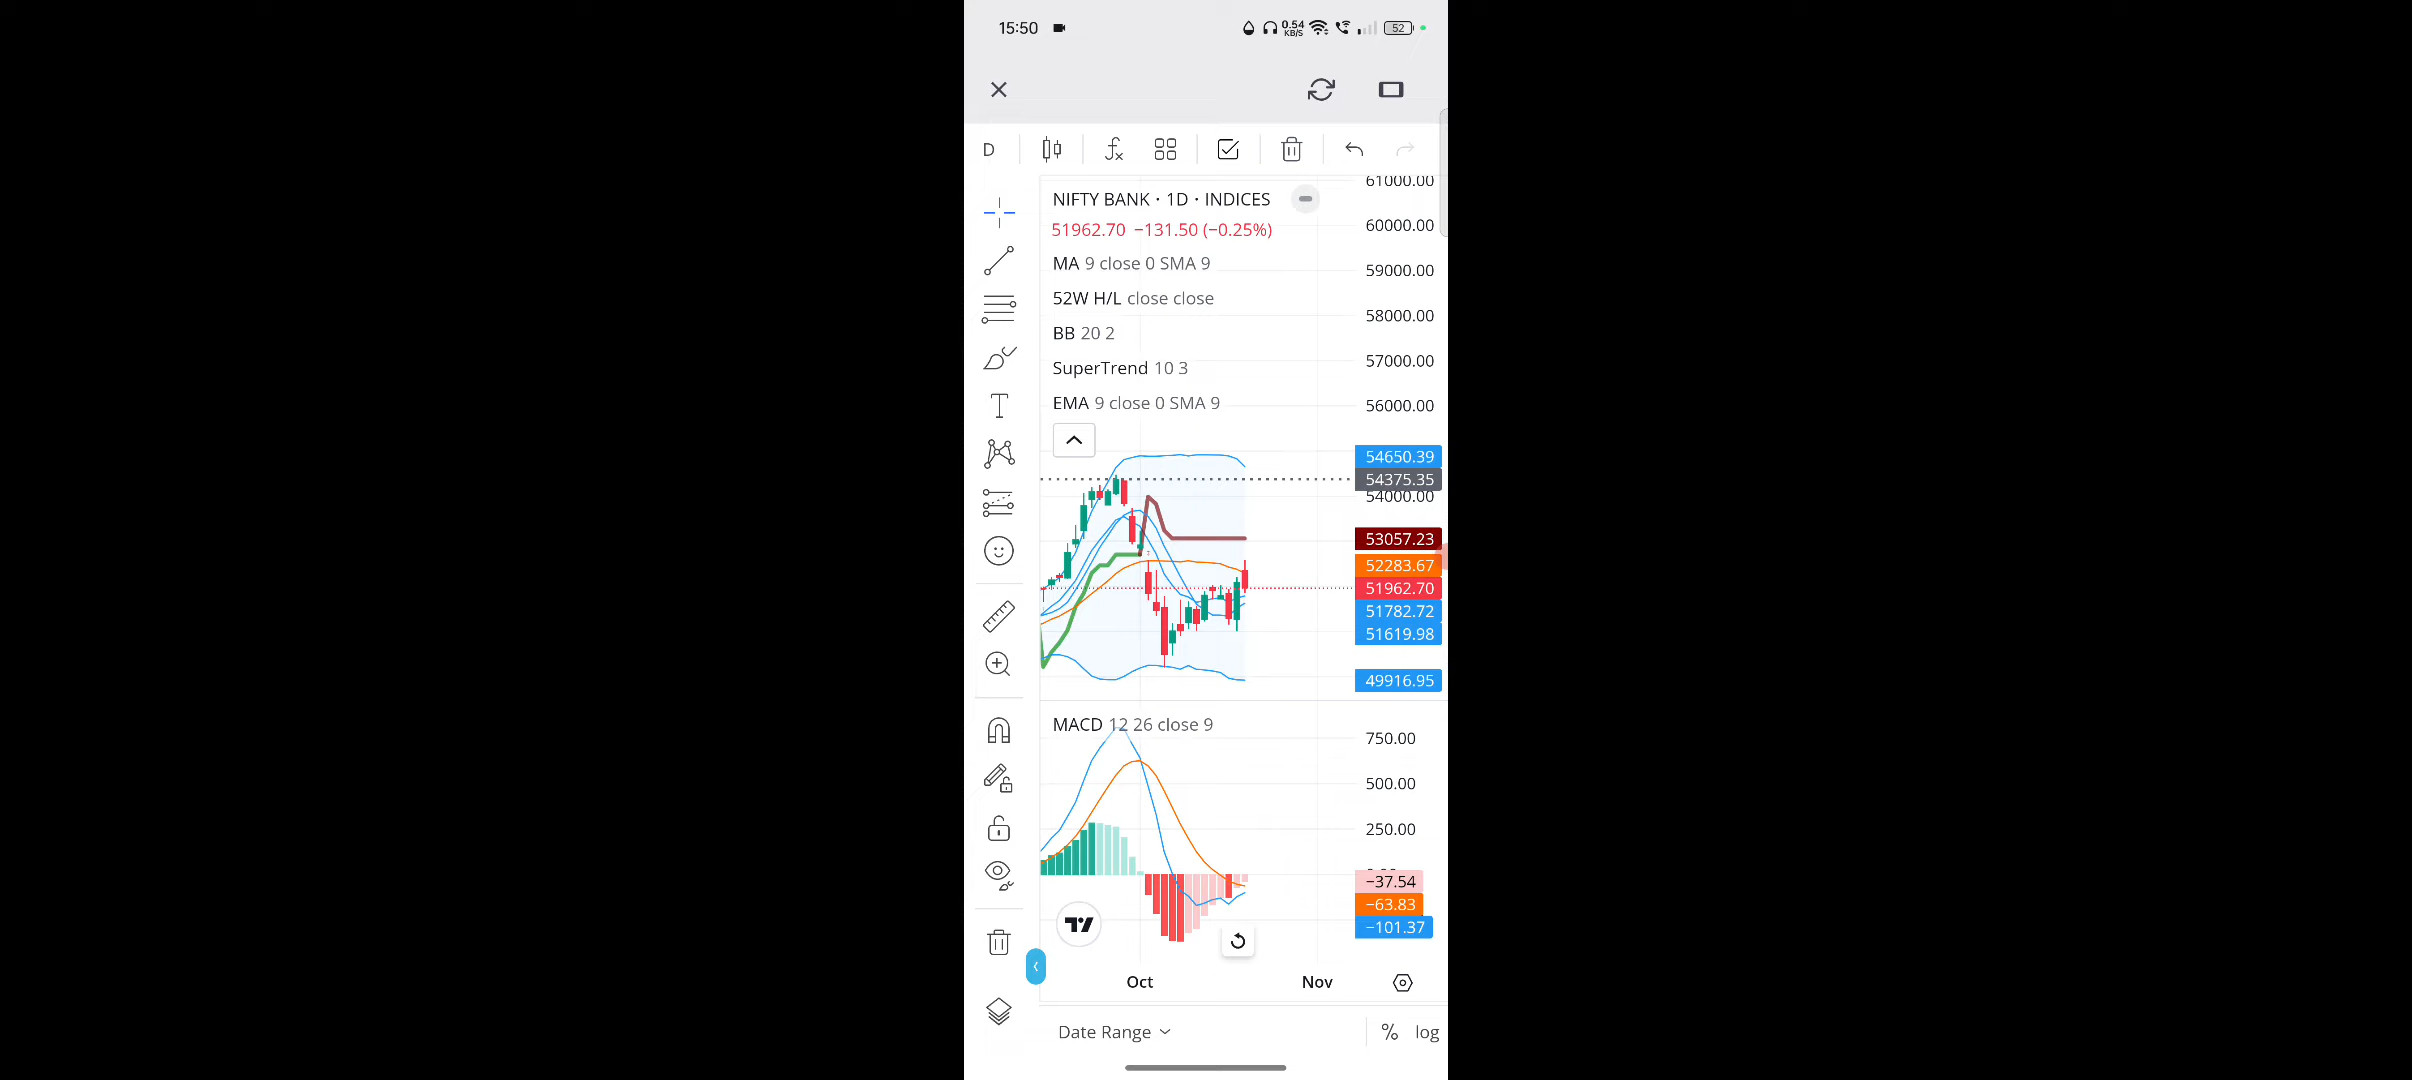 15:50
0.54
KB/S
52
D
61000.00
NIFTY BANK · 1D · INDICES
60000.00
51962.70 −131.50 (−0.25%)
MA 9 close 0 SMA 9
59000.00
52W H/L close close
58000.00
BB 20 2
57000.00
SuperTrend 10 3
EMA 9 close 0 SMA 9
56000.00
54650.39
54375.35
54000.00
53057.23
52283.67
51962.70
51782.72
51619.98
49916.95
MACD 12 26 close 9
750.00
500.00
250.00
−37.54
−63.83
−101.37
Oct
Nov
Date Range
%
log